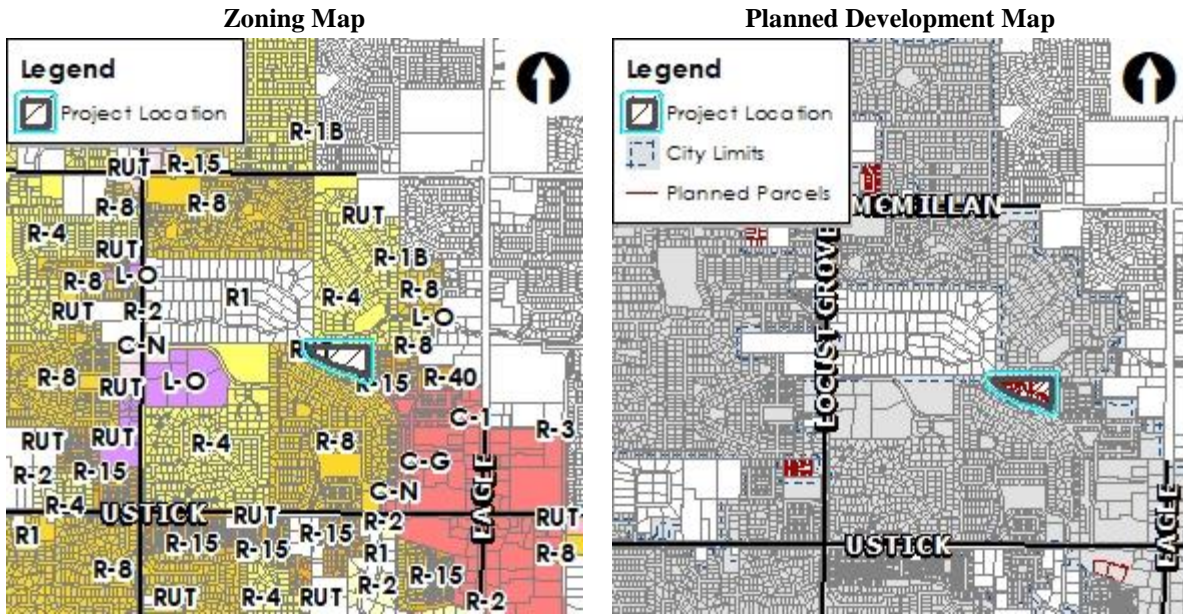 Zoning Map
Planned Development Map
Legend
Project Location
R-1B
RUT
R-15
R-8
R-8
RUT
R-4
R-1B
RUT
L-O
R-8
R1
R-4
R-8
RUT
R-2
L-O
C-N
R-8
R-8
L-O
R-15
R-40
RUT
C-1
RUT
RUT
R-4
R-8
R-3
R-2
R-15
C-G
C-N
R-4
USTICK
RUT
EAGLE
R1
R-15
R-15
R-2
RUT
R1
R-8
R-8
R-2
R-15
RUT
R-4
RUT
R-2
Legend
Project Location
City Limits
Planned Parcels
MCMILLAN
LOCUST GROVE
USTICK
EAGLE